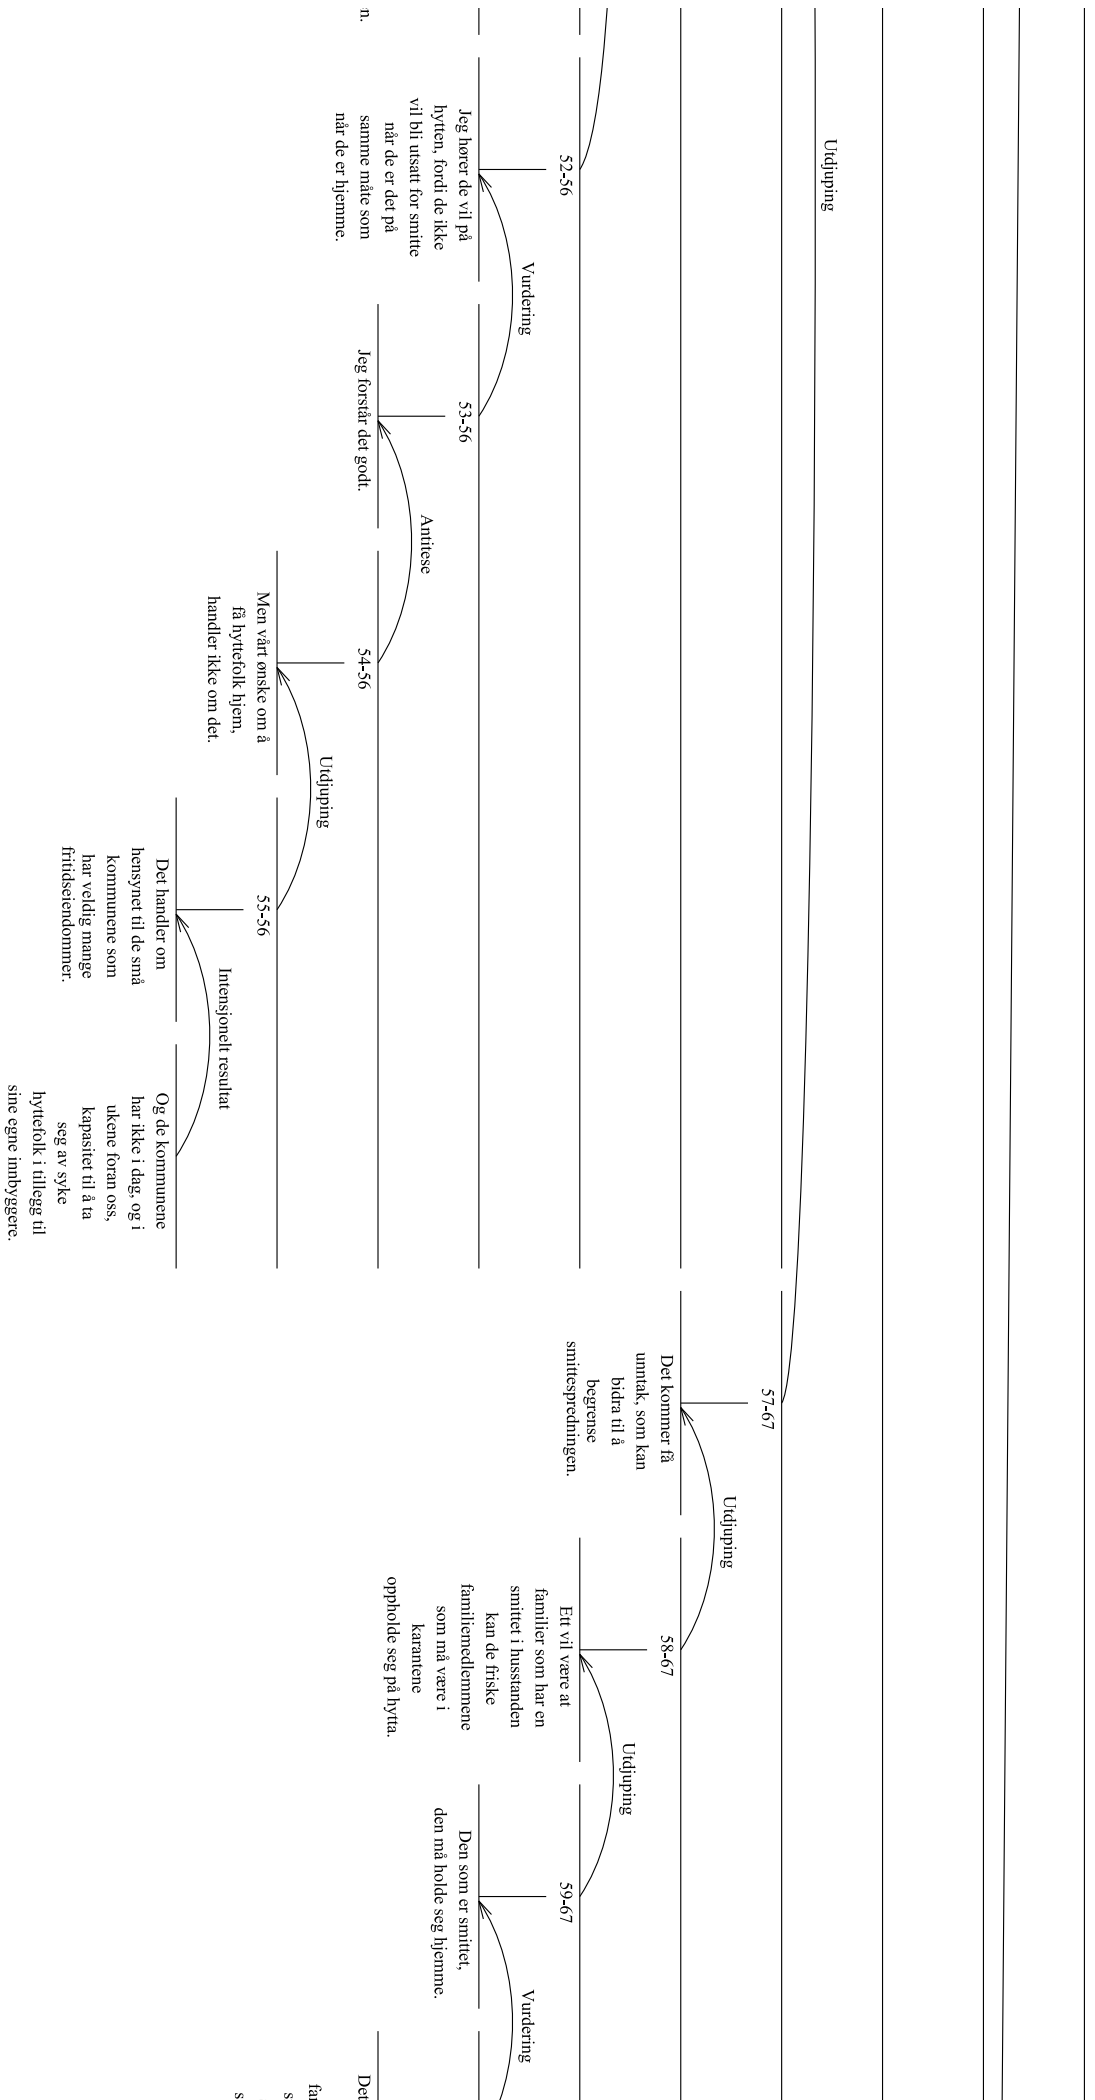 Utdjuping
n.
52-56
Jeg hører de vil på
hytten, fordi de ikke
vil bli utsatt for smitte
når de er det på
samme måte som
når de er hjemme.
Vurdering
53-56
Jeg forstår det godt.
Antitese
54-56
Men vårt ønske om å
få hyttefolk hjem,
handler ikke om det.
Utdjuping
55-56
Det handler om
hensynet til de små
kommunene som
har veldig mange
fritidseiendommer.
Intensjonelt resultat
Og de kommunene
har ikke i dag, og i
ukene foran oss,
kapasitet til å ta
seg av syke
hyttefolk i tillegg til
sine egne innbyggere.
57-67
Det kommer få
unntak, som kan
bidra til å
begrense
smittespredningen.
Utdjuping
58-67
Ett vil være at
familier som har en
smittet i husstanden
kan de friske
familiemedlemmene
som må være i
karantene
oppholde seg på hytta.
Utdjuping
59-67
Den som er smittet,
den må holde seg hjemme.
Vurdering
Det